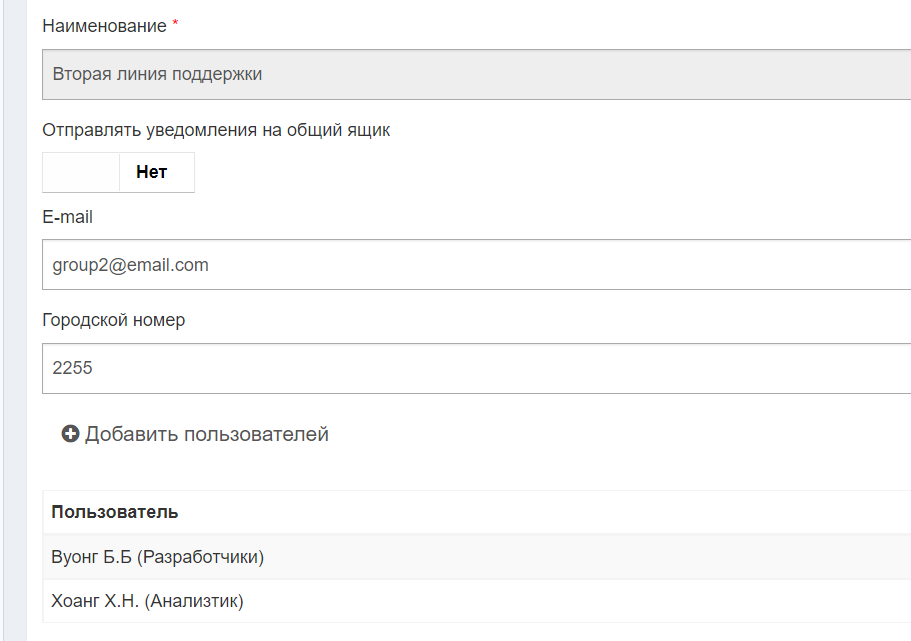 Наименование *
Вторая линия поддержки
Отправлять уведомления на общий ящик
Нет
E-mail
group2@email.com
Городской номер
2255
Добавить пользователей
Пользователь
Вуонг Б.Б (Разработчики)
Хоанг Х.Н. (Анализтик)